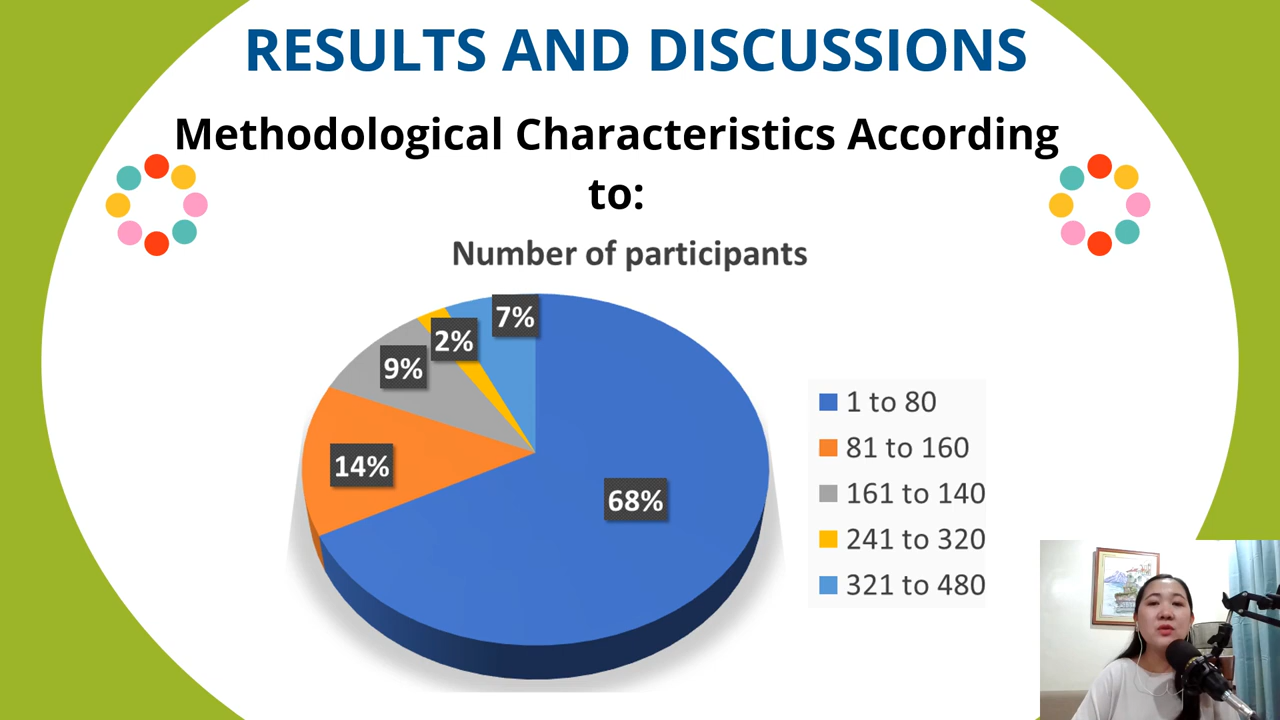 RESULTS AND DISCUSSIONS
Methodological Characteristics According
to:
Number of participants
7%
2%
9%
14%
68%
1 to 80
81 to 160
161 to 140
241 to 320
321 to 480